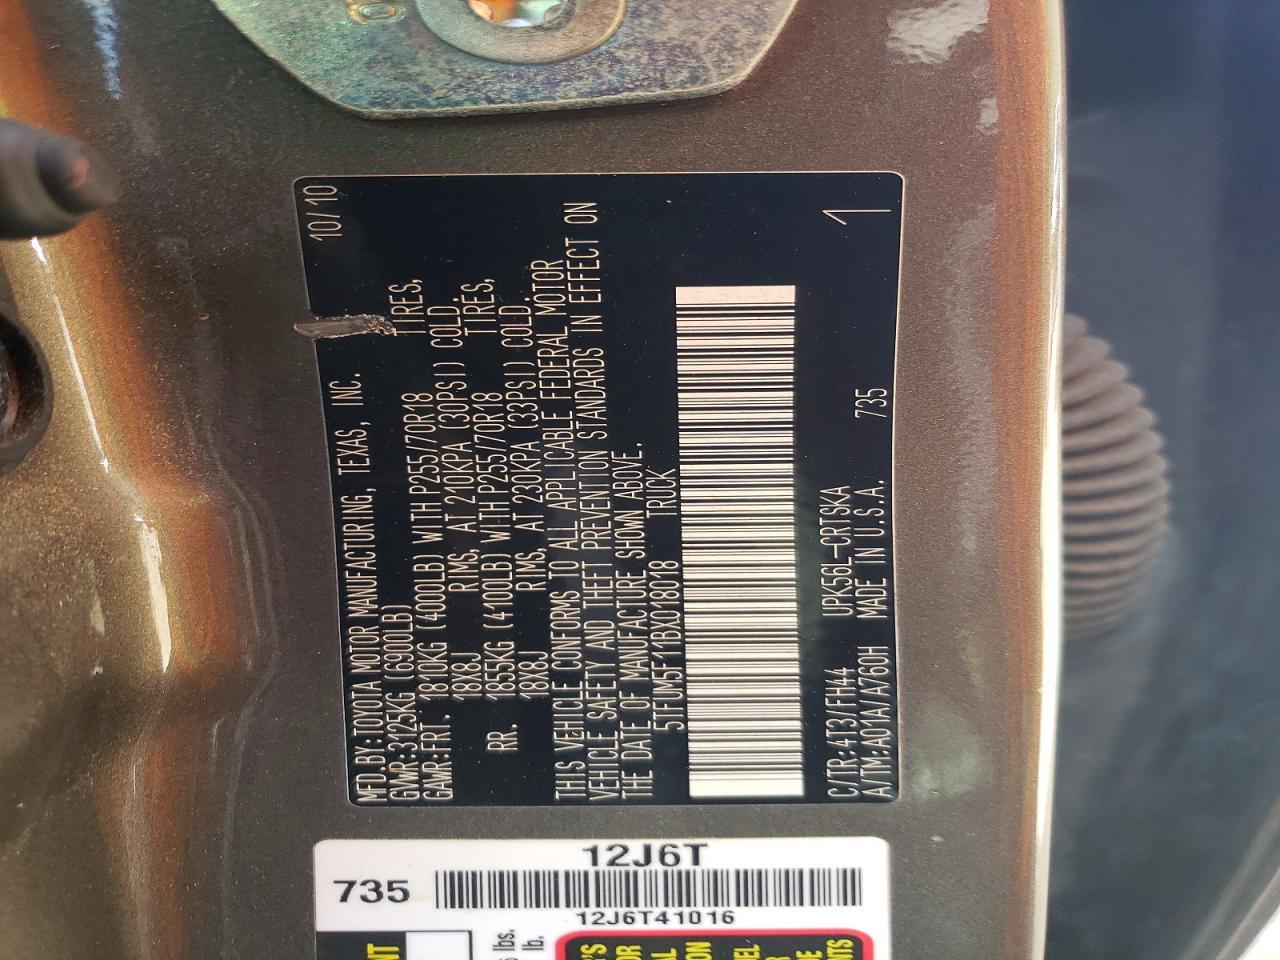 MFD.BY:TOYOTA MOTOR MANUFACTURING, TEXAS, INC. 10/10
GVWR:3125KG (6900LB)
GAWR:FRT. 1810KG (4000LB) WITH P255/70R18 TIRES,
18X8J RIMS, AT 210KPA (30PSI) COLD.
RR. 1855KG (4100LB) WITH P255/70R18 TIRES,
18X8J RIMS, AT 230KPA (33PSI) COLD.
THIS VEHICLE CONFORMS TO ALL APPLICABLE FEDERAL MOTOR
VEHICLE SAFETY AND THEFT PREVENTION STANDARDS IN EFFECT ON
THE DATE OF MANUFACTURE SHOWN ABOVE.
5TFUM5F11BX018018 TRUCK
C/TR:4T3/FH44 UPK56L-CRTSKA
A/TM:A01A/A760H MADE IN U.S.A. 735
1
12J6T
735
12J6T41016
lbs.
lb.